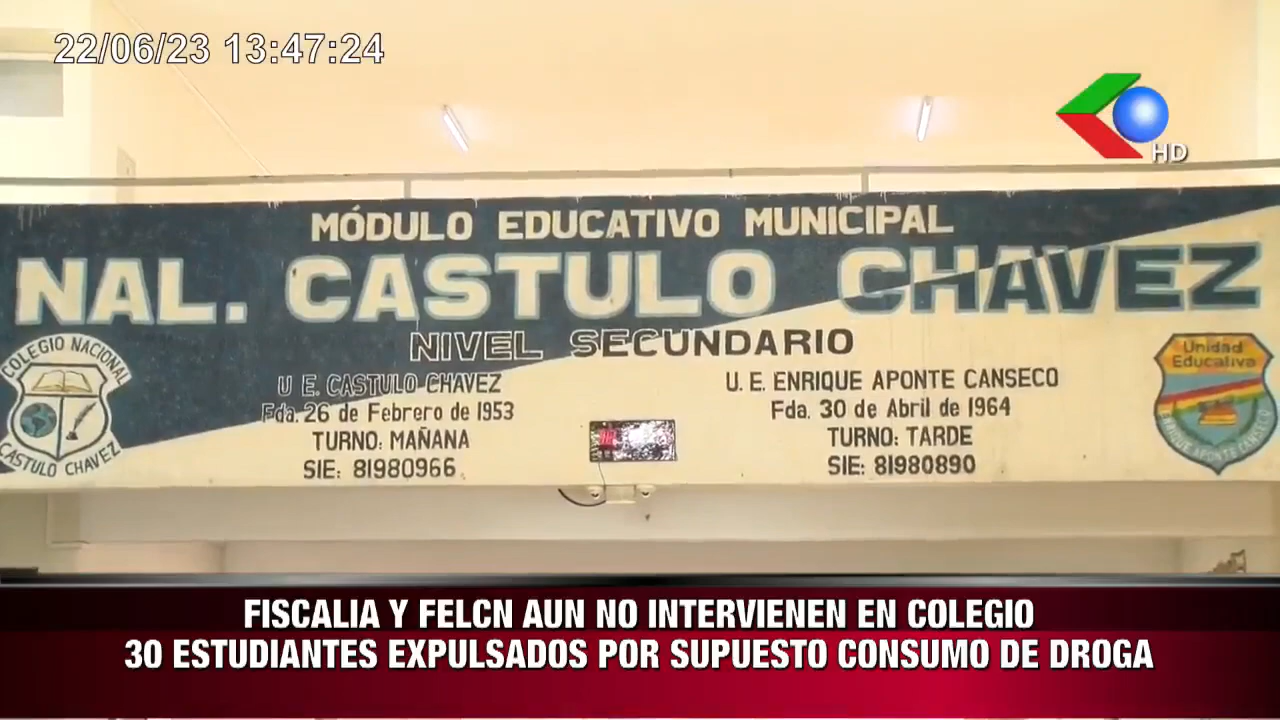 22/06/23 13:47:24
HD
MÓDULO EDUCATIVO MUNICIPAL
NAL. CASTULO CHAVEZ
NIVEL SECUNDARIO
COLEGIO NACIONAL
CASTULO CHAVEZ
U E. CASTULO CHAVEZ
Fda. 26 de Febrero de 1953
TURNO: MAÑANA
SIE: 81980966
U. E. ENRIQUE APONTE CANSECO
Fda. 30 de Abril de 1964
TURNO: TARDE
SIE: 81980890
Unidad
Educativa
ENRIQUE APONTE CANSECO
FISCALIA Y FELCN AUN NO INTERVIENEN EN COLEGIO
30 ESTUDIANTES EXPULSADOS POR SUPUESTO CONSUMO DE DROGA